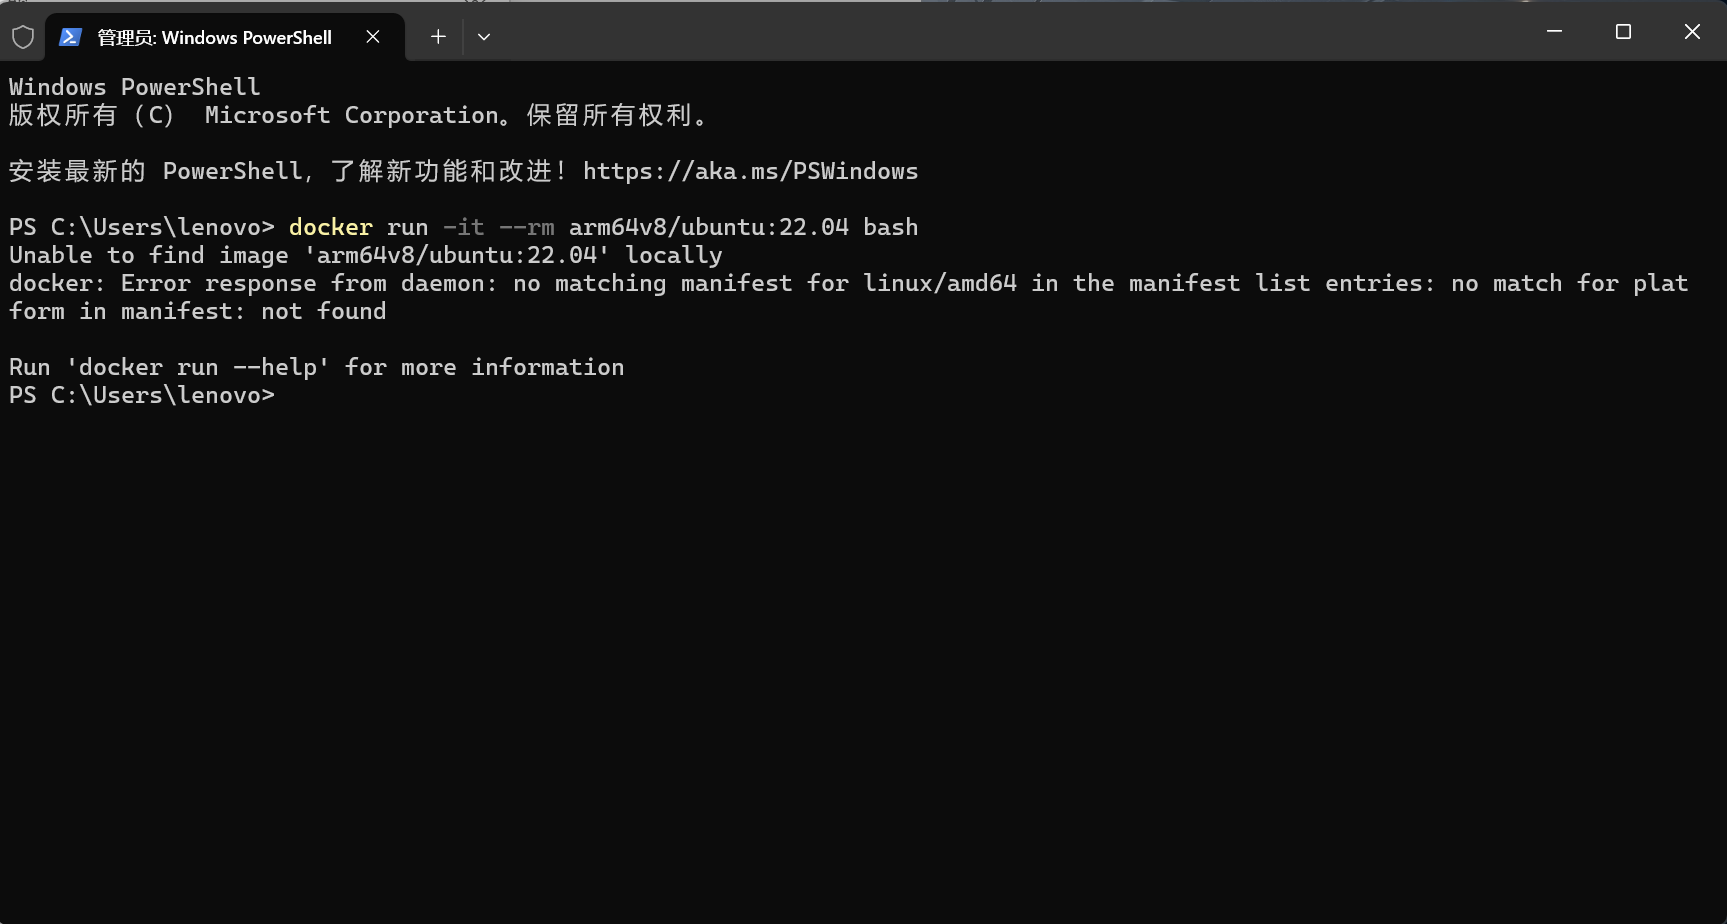 管理员: Windows PowerShell
Windows PowerShell
版权所有 (C) Microsoft Corporation。保留所有权利。
安装最新的 PowerShell，了解新功能和改进！https://aka.ms/PSWindows
PS C:\Users\lenovo> docker run -it --rm arm64v8/ubuntu:22.04 bash
Unable to find image 'arm64v8/ubuntu:22.04' locally
docker: Error response from daemon: no matching manifest for linux/amd64 in the manifest list entries: no match for plat
form in manifest: not found
Run 'docker run --help' for more information
PS C:\Users\lenovo>